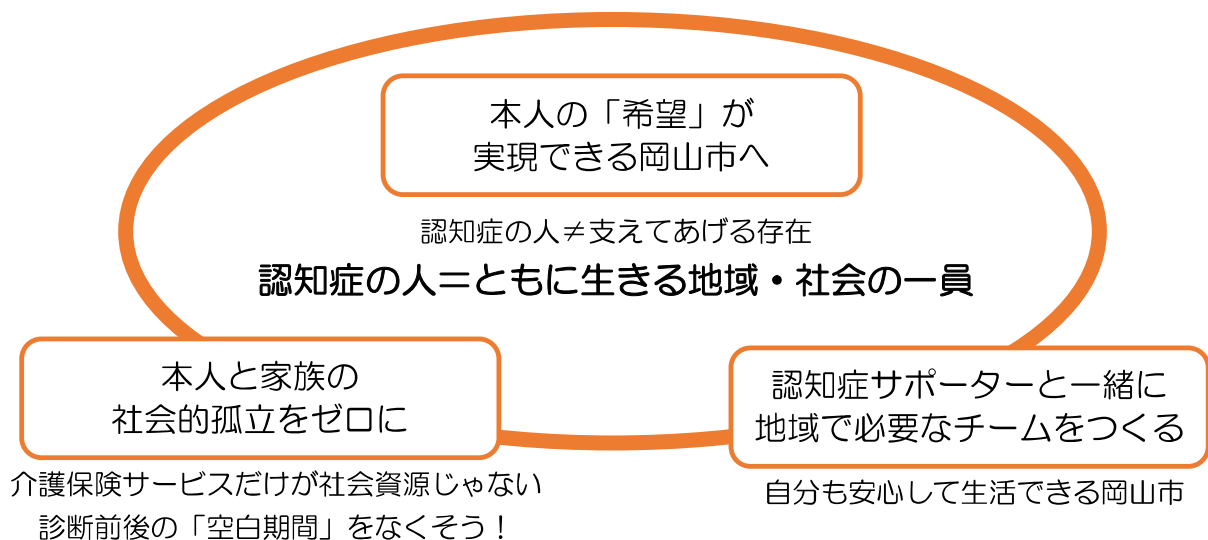 本人の「希望」が
実現できる岡山市へ
認知症の人≠支えてあげる存在
認知症の人＝ともに生きる地域・社会の一員
本人と家族の
社会的孤立をゼロに
介護保険サービスだけが社会資源じゃない
診断前後の「空白期間」をなくそう！
認知症サポーターと一緒に
地域で必要なチームをつくる
自分も安心して生活できる岡山市